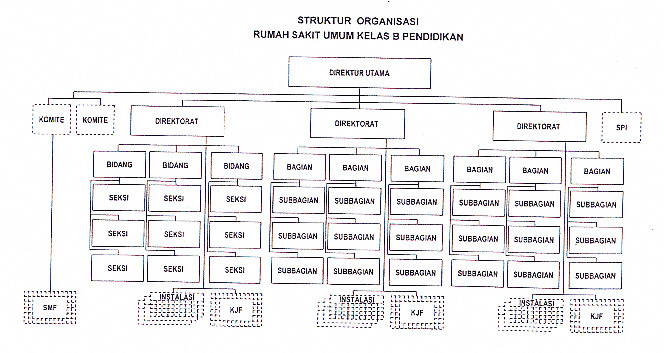 STRUKTUR ORGANISASI
RUMAH SAKIT UMUM KELAS B PENDIDIKAN
DIREKTUR UTAMA
KOMITE KOMITE DIREKTORAT DIREKTORAT DIREKTORAT SPI
BIDANG BIDANG BIDANG BAGIAN BAGIAN BAGIAN BAGIAN BAGIAN BAGIAN
SEKSI SEKSI SEKSI SUBBAGIAN SUBBAGIAN SUBBAGIAN SUBBAGIAN SUBBAGIAN SUBBAGIAN
SEKSI SEKSI SEKSI SUBBAGIAN SUBBAGIAN SUBBAGIAN SUBBAGIAN SUBBAGIAN SUBBAGIAN
SEKSI SEKSI SEKSI SUBBAGIAN SUBBAGIAN SUBBAGIAN SUBBAGIAN SUBBAGIAN SUBBAGIAN
SMF INSTALASI KJF INSTALASI KJF INSTALASI KJF